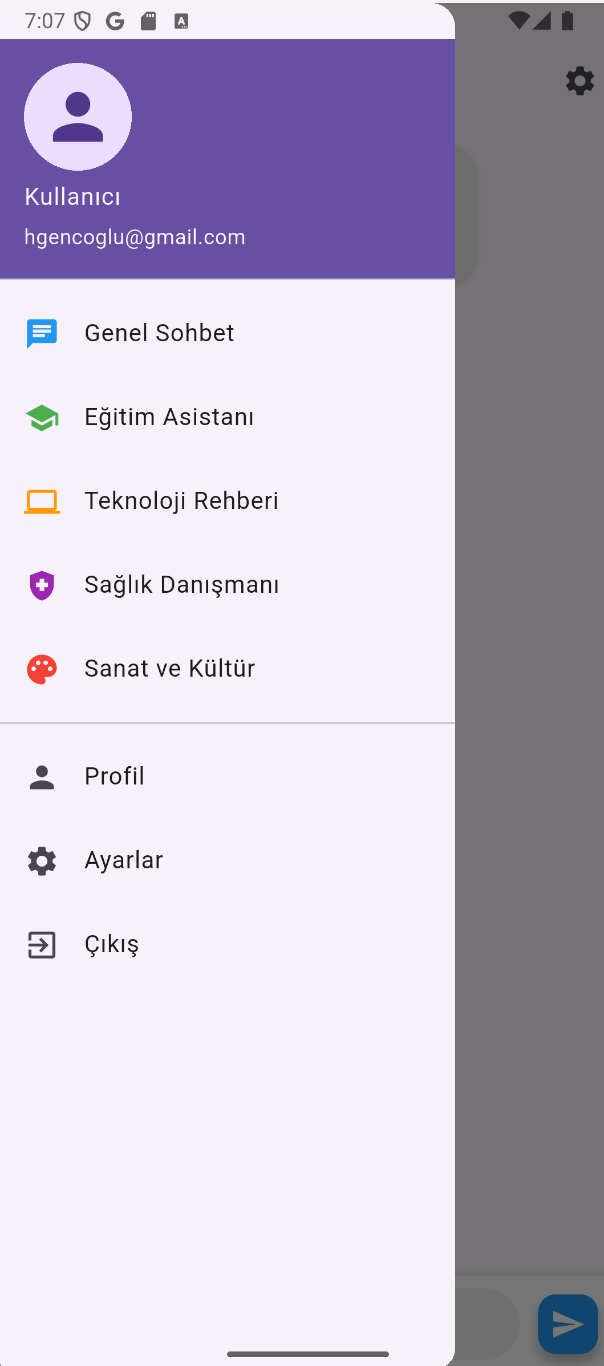 7:07
Kullanıcı
hgencoglu@gmail.com
Genel Sohbet
Eğitim Asistanı
Teknoloji Rehberi
Sağlık Danışmanı
Sanat ve Kültür
Profil
Ayarlar
Çıkış